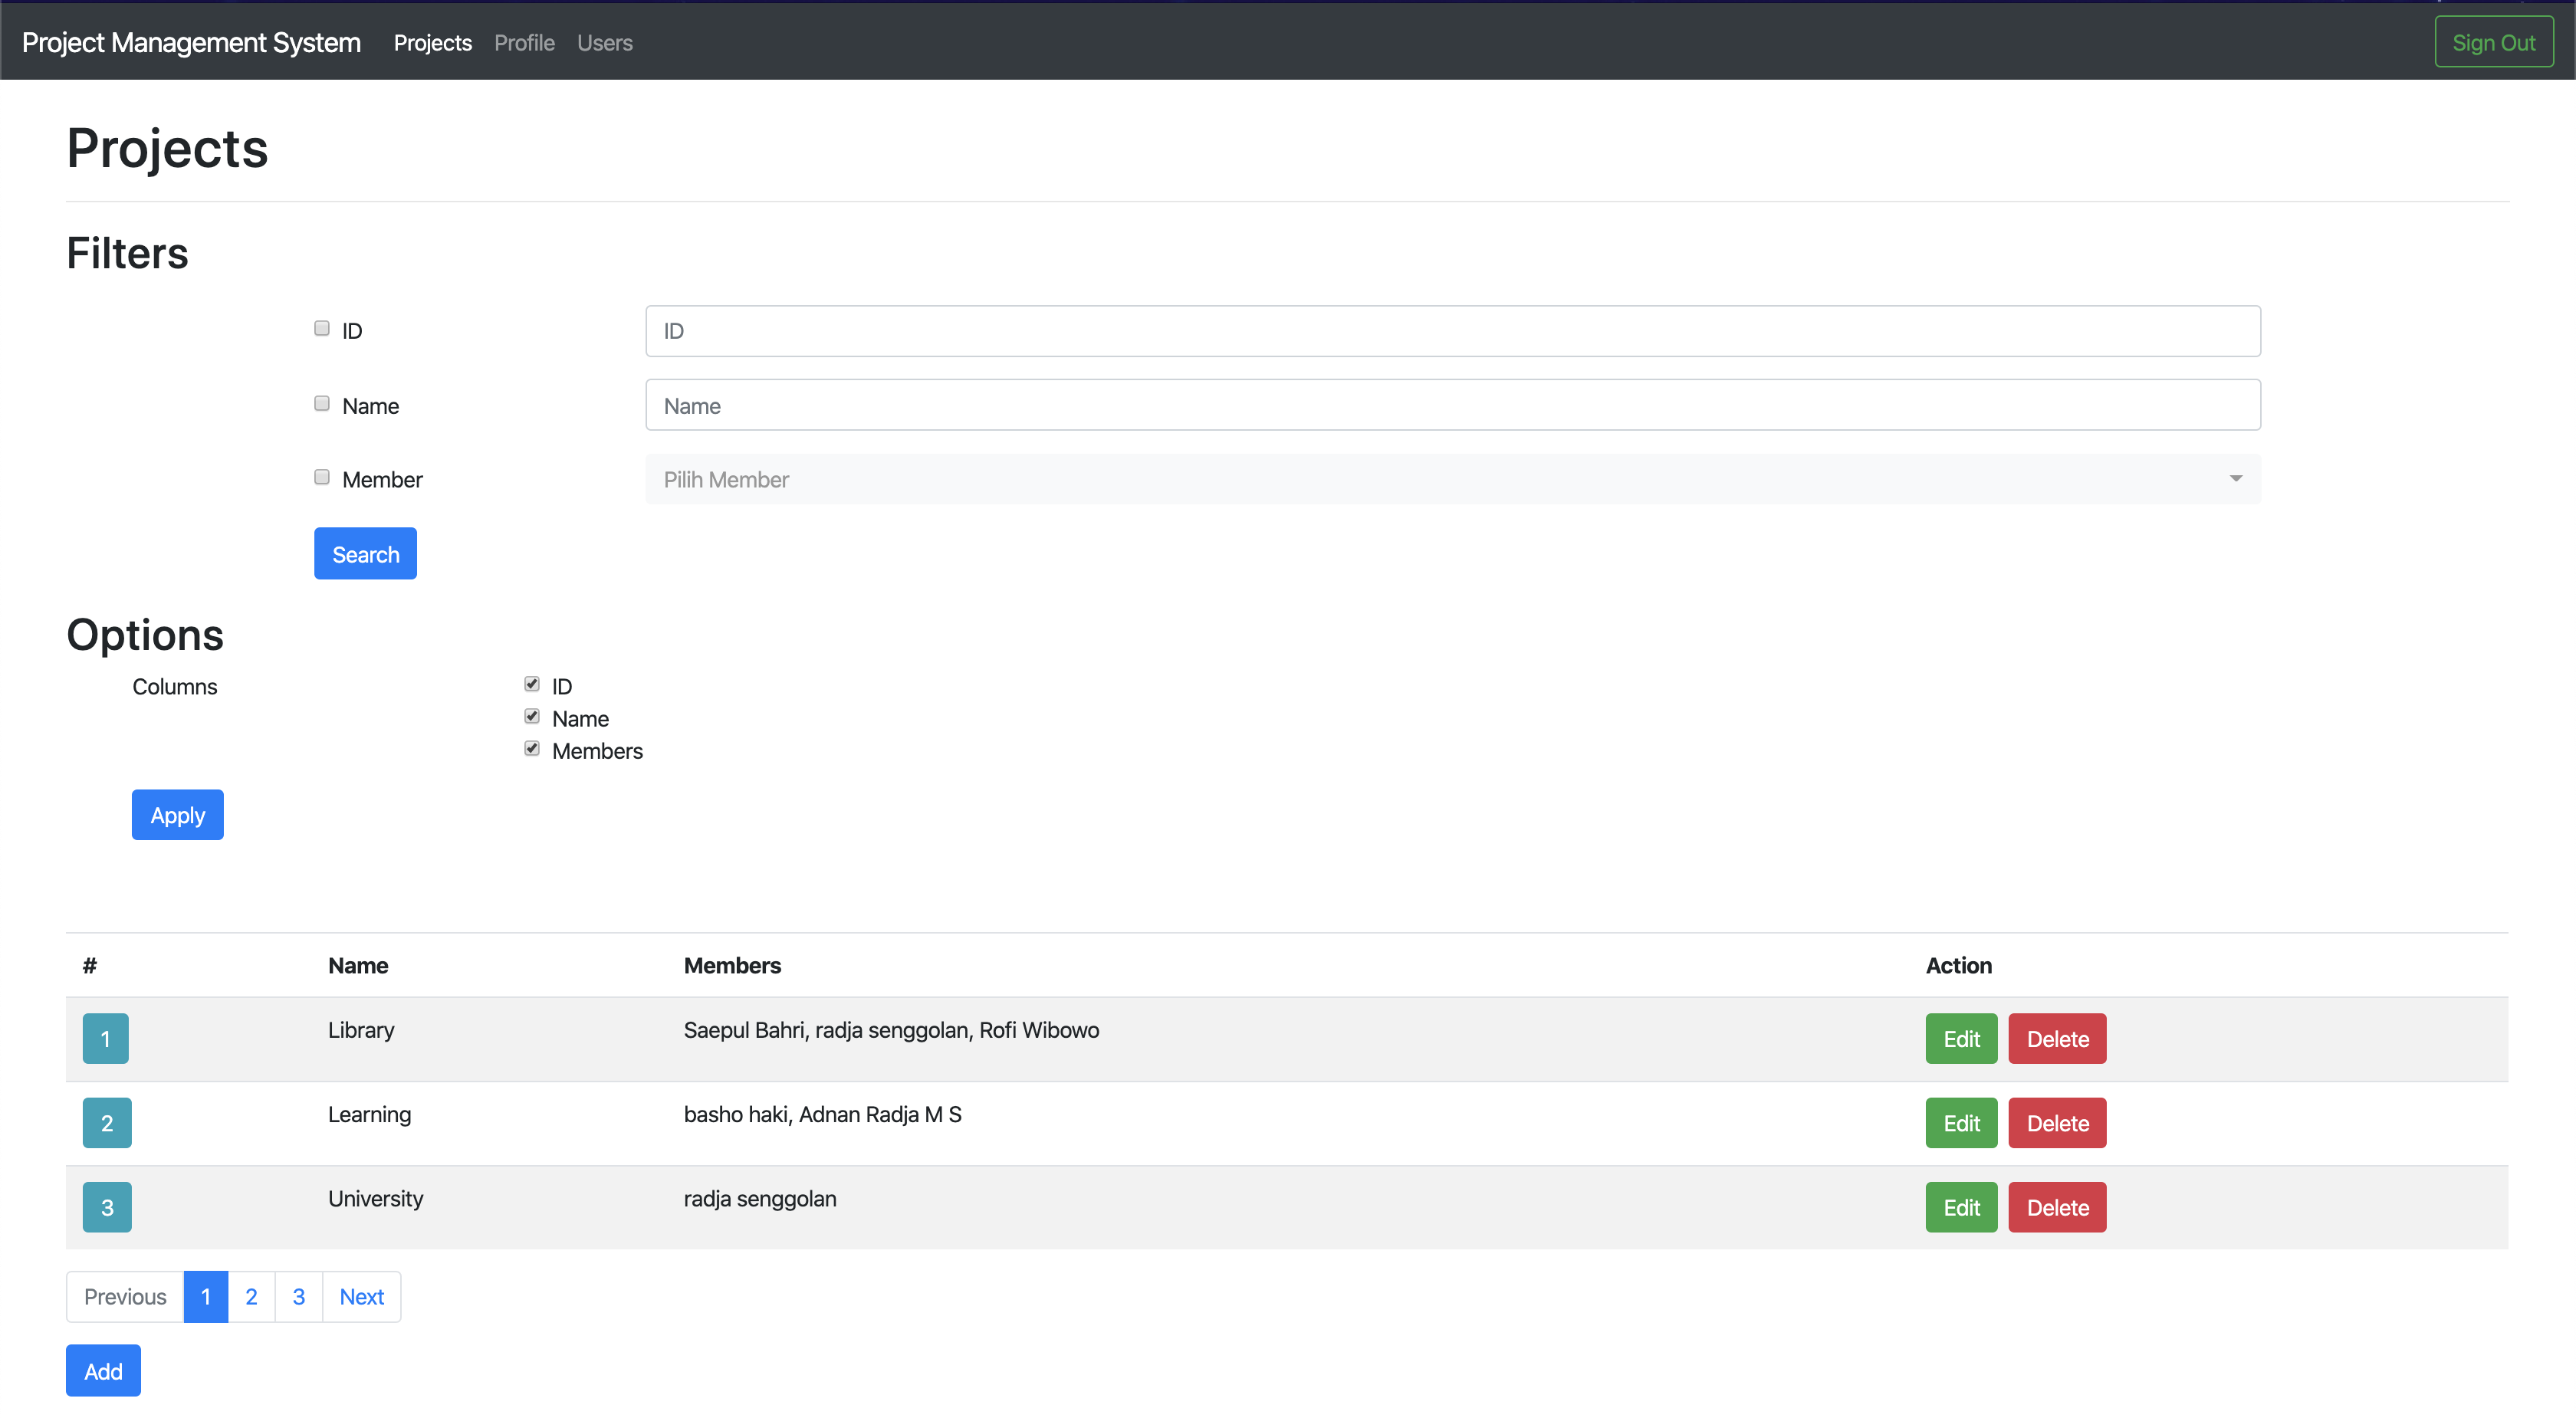 Project Management System Projects Profile Users Sign Out
Projects
Filters
ID ID
Name Name
Member Pilih Member
Search
Options
Columns ID
Name
Members
Apply
# Name Members Action
1 Library Saepul Bahri, radja senggolan, Rofi Wibowo Edit Delete
2 Learning basho haki, Adnan Radja M S Edit Delete
3 University radja senggolan Edit Delete
Previous 1 2 3 Next
Add